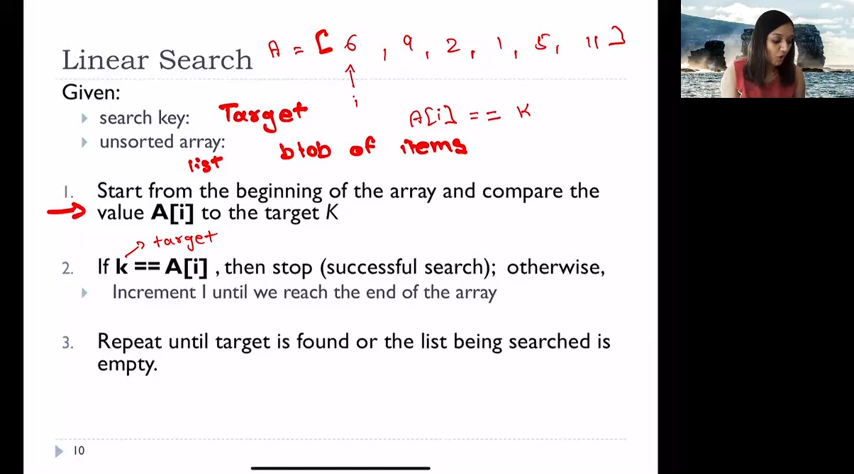 Linear Search
A = [ 6 , 9 , 2 , 1 , 5 , 11 ]
i
Given:
search key: Target
A[i] == K
unsorted array: blob of items
list
1. Start from the beginning of the array and compare the
value A[i] to the target K
target
2. If k == A[i] , then stop (successful search); otherwise,
Increment I until we reach the end of the array
3. Repeat until target is found or the list being searched is
empty.
10